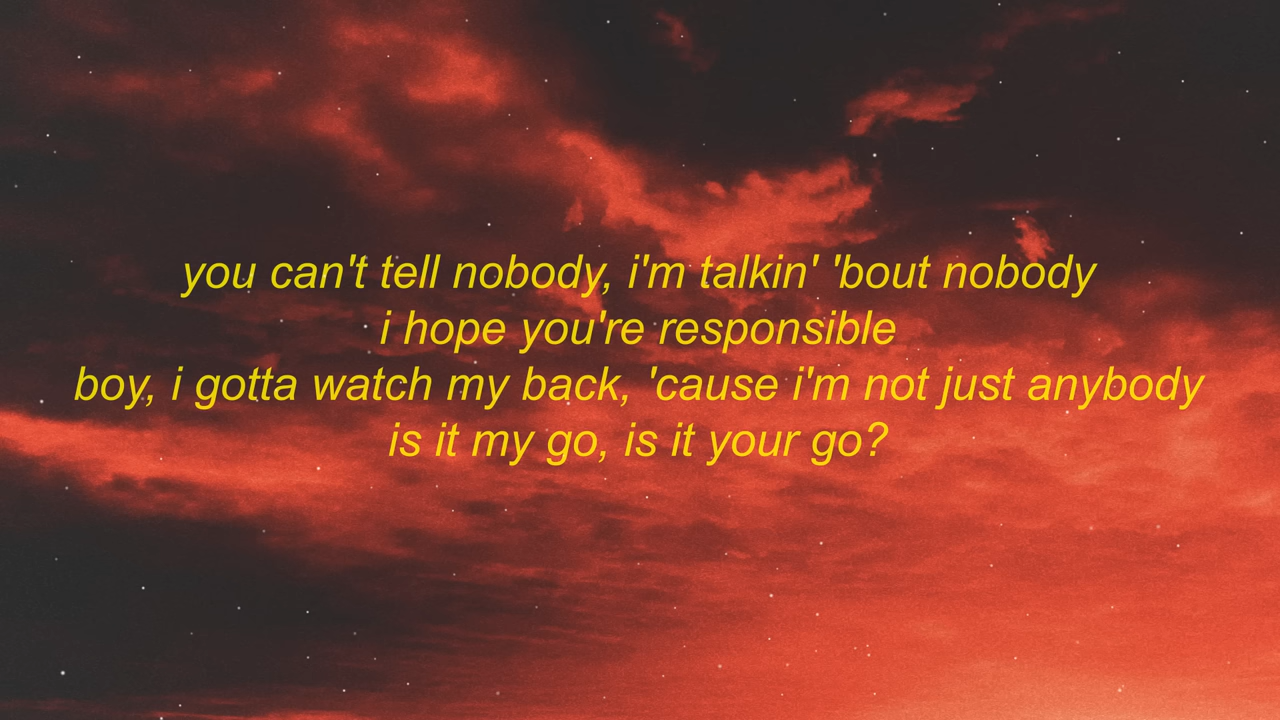 you can't tell nobody, i'm talkin' 'bout nobody
i hope you're responsible
boy, i gotta watch my back, 'cause i'm not just anybody
is it my go, is it your go?